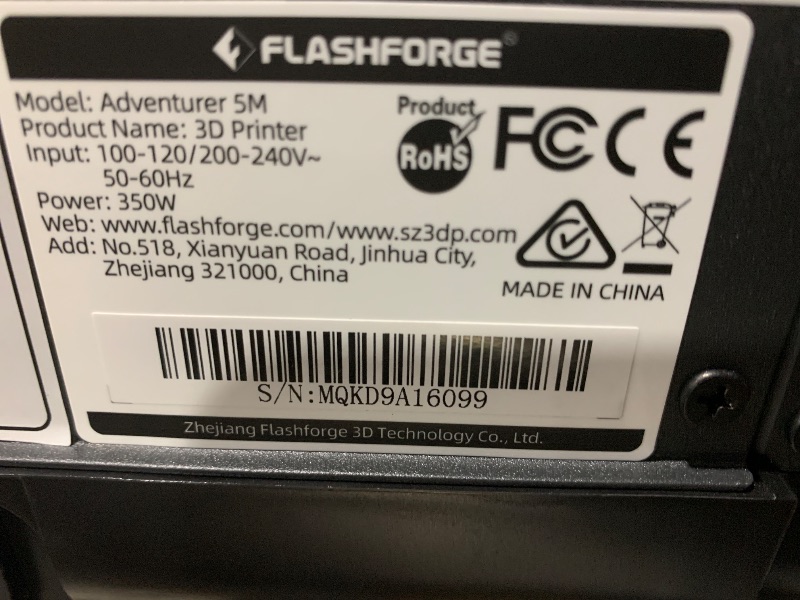 FLASHFORGE®
Model: Adventurer 5M
Product Name: 3D Printer
Input: 100-120/200-240V~
50-60Hz
Power: 350W
Web: www.flashforge.com/www.sz3dp.com
Add: No.518, Xianyuan Road, Jinhua City,
Zhejiang 321000, China
Product
RoHS
FC CE
MADE IN CHINA
S/N:MQKD9A16099
Zhejiang Flashforge 3D Technology Co., Ltd.